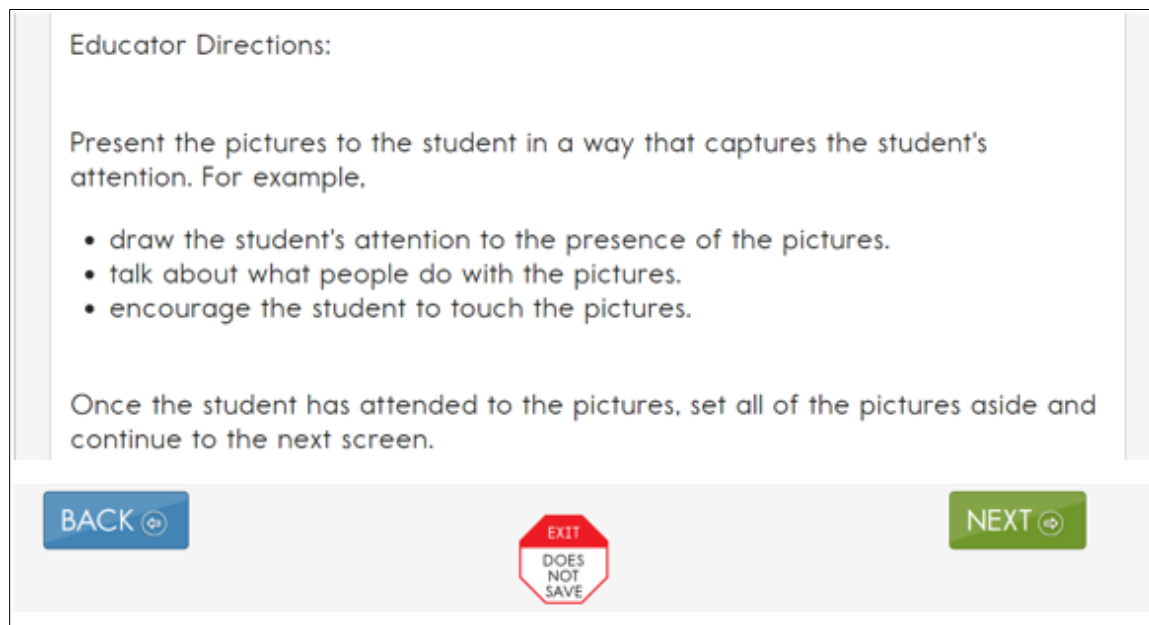 Educator Directions:
Present the pictures to the student in a way that captures the student's
attention. For example,
• draw the student's attention to the presence of the pictures.
• talk about what people do with the pictures.
• encourage the student to touch the pictures.
Once the student has attended to the pictures, set all of the pictures aside and
continue to the next screen.
BACK
EXIT
DOES
NOT
SAVE
NEXT